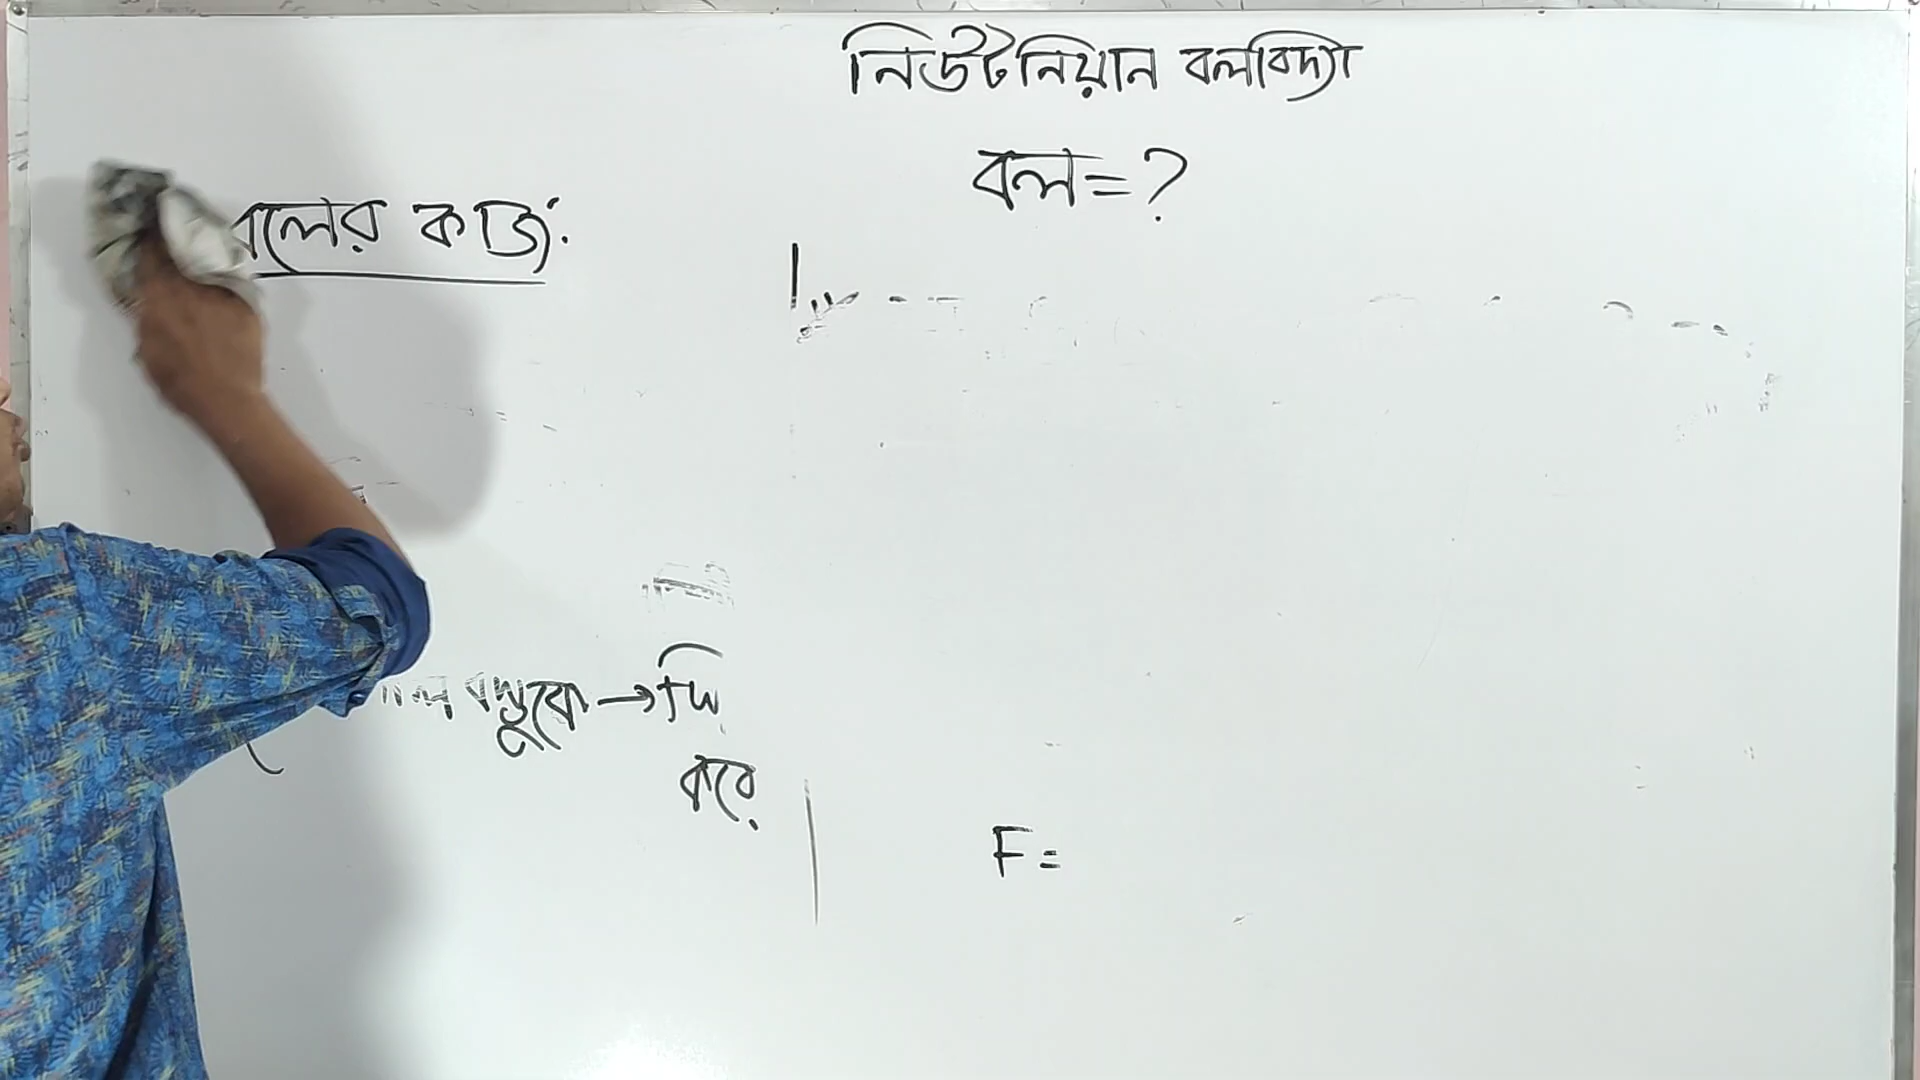 নিউটনিয়ান বলবিদ্যা
বল=?
বলের কাজ:
বস্তুকে →
করে
F=